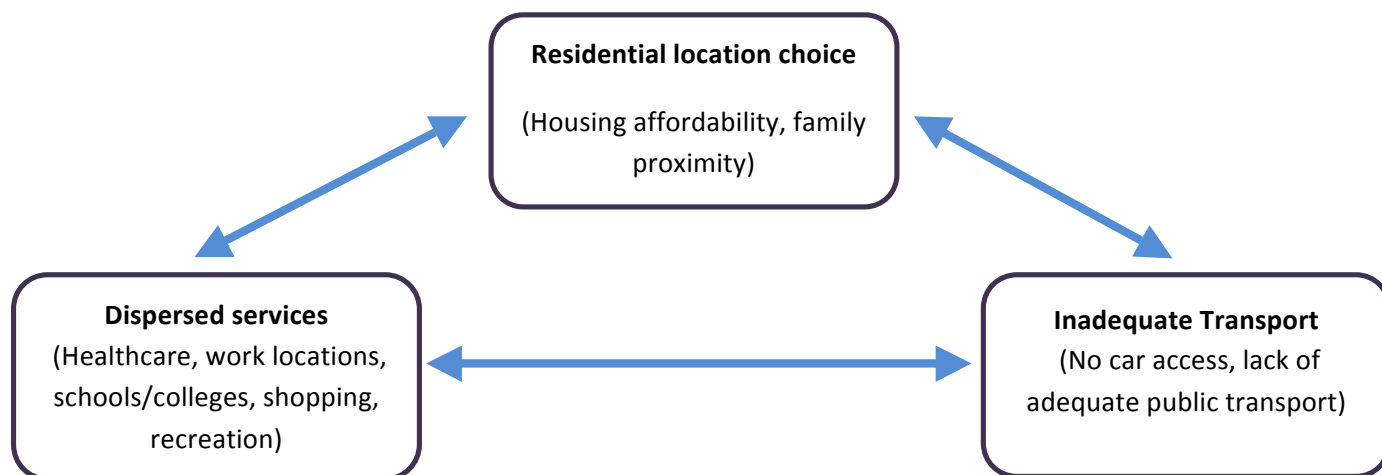 Residential location choice
(Housing affordability, family
proximity)
Dispersed services
(Healthcare, work locations,
schools/colleges, shopping,
recreation)
Inadequate Transport
(No car access, lack of
adequate public transport)